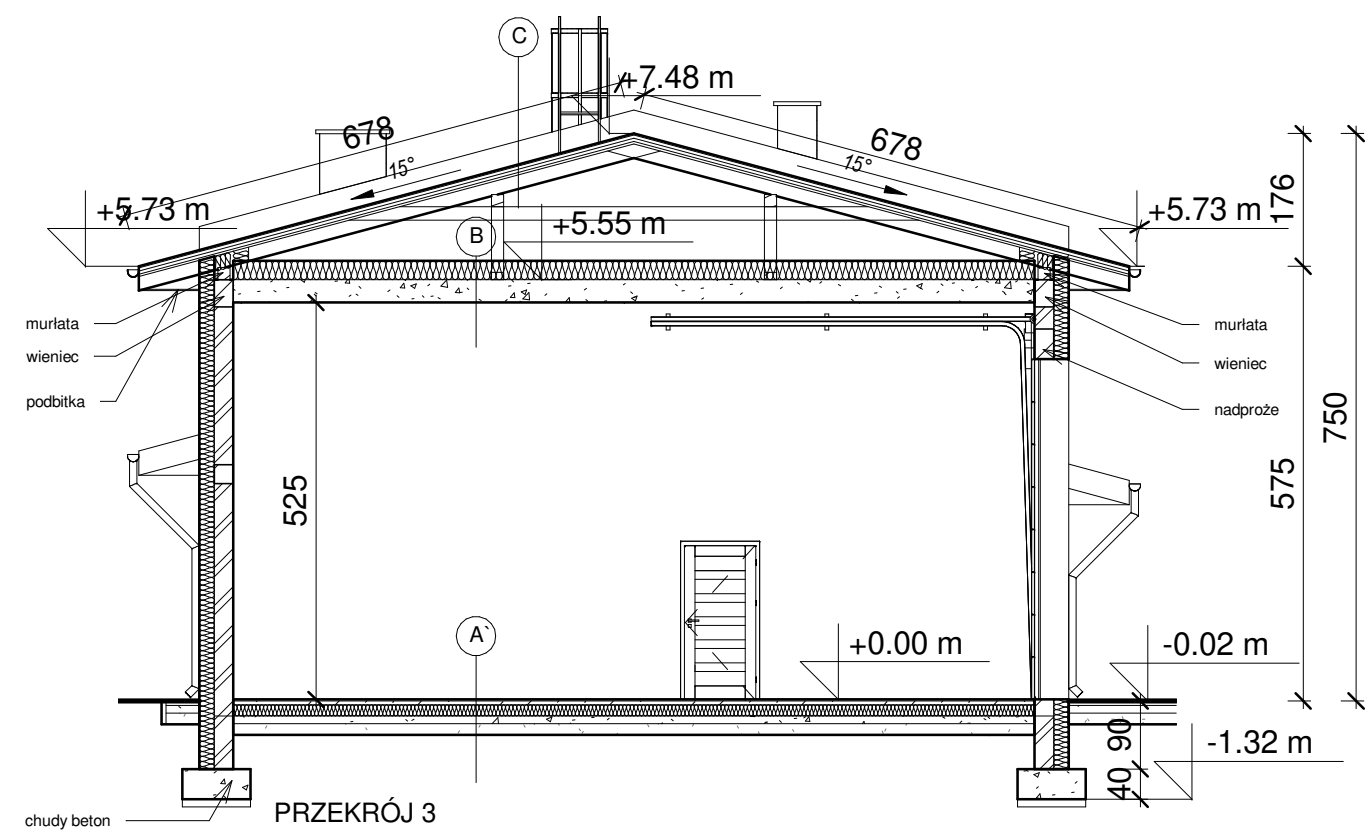 C
+7.48 m
678
678
15°
15°
+5.73 m
+5.55 m
+5.73 m
176
B
murłata
wieniec
podbitka
murłata
wieniec
nadproże
750
575
525
A`
+0.00 m
-0.02 m
90
-1.32 m
40
PRZEKRÓJ 3
chudy beton